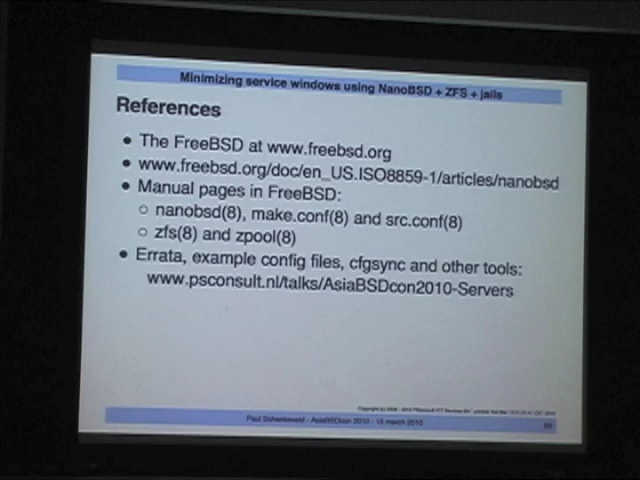 Minimizing service windows using NanoBSD + ZFS + jails
References
• The FreeBSD at www.freebsd.org
• www.freebsd.org/doc/en_US.ISO8859-1/articles/nanobsd
• Manual pages in FreeBSD:
○ nanobsd(8), make.conf(8) and src.conf(8)
○ zfs(8) and zpool(8)
• Errata, example config files, cfgsync and other tools:
www.psconsult.nl/talks/AsiaBSDcon2010-Servers
Paul Schenkeveld - AsiaBSDCon 2010 - 13 march 2010